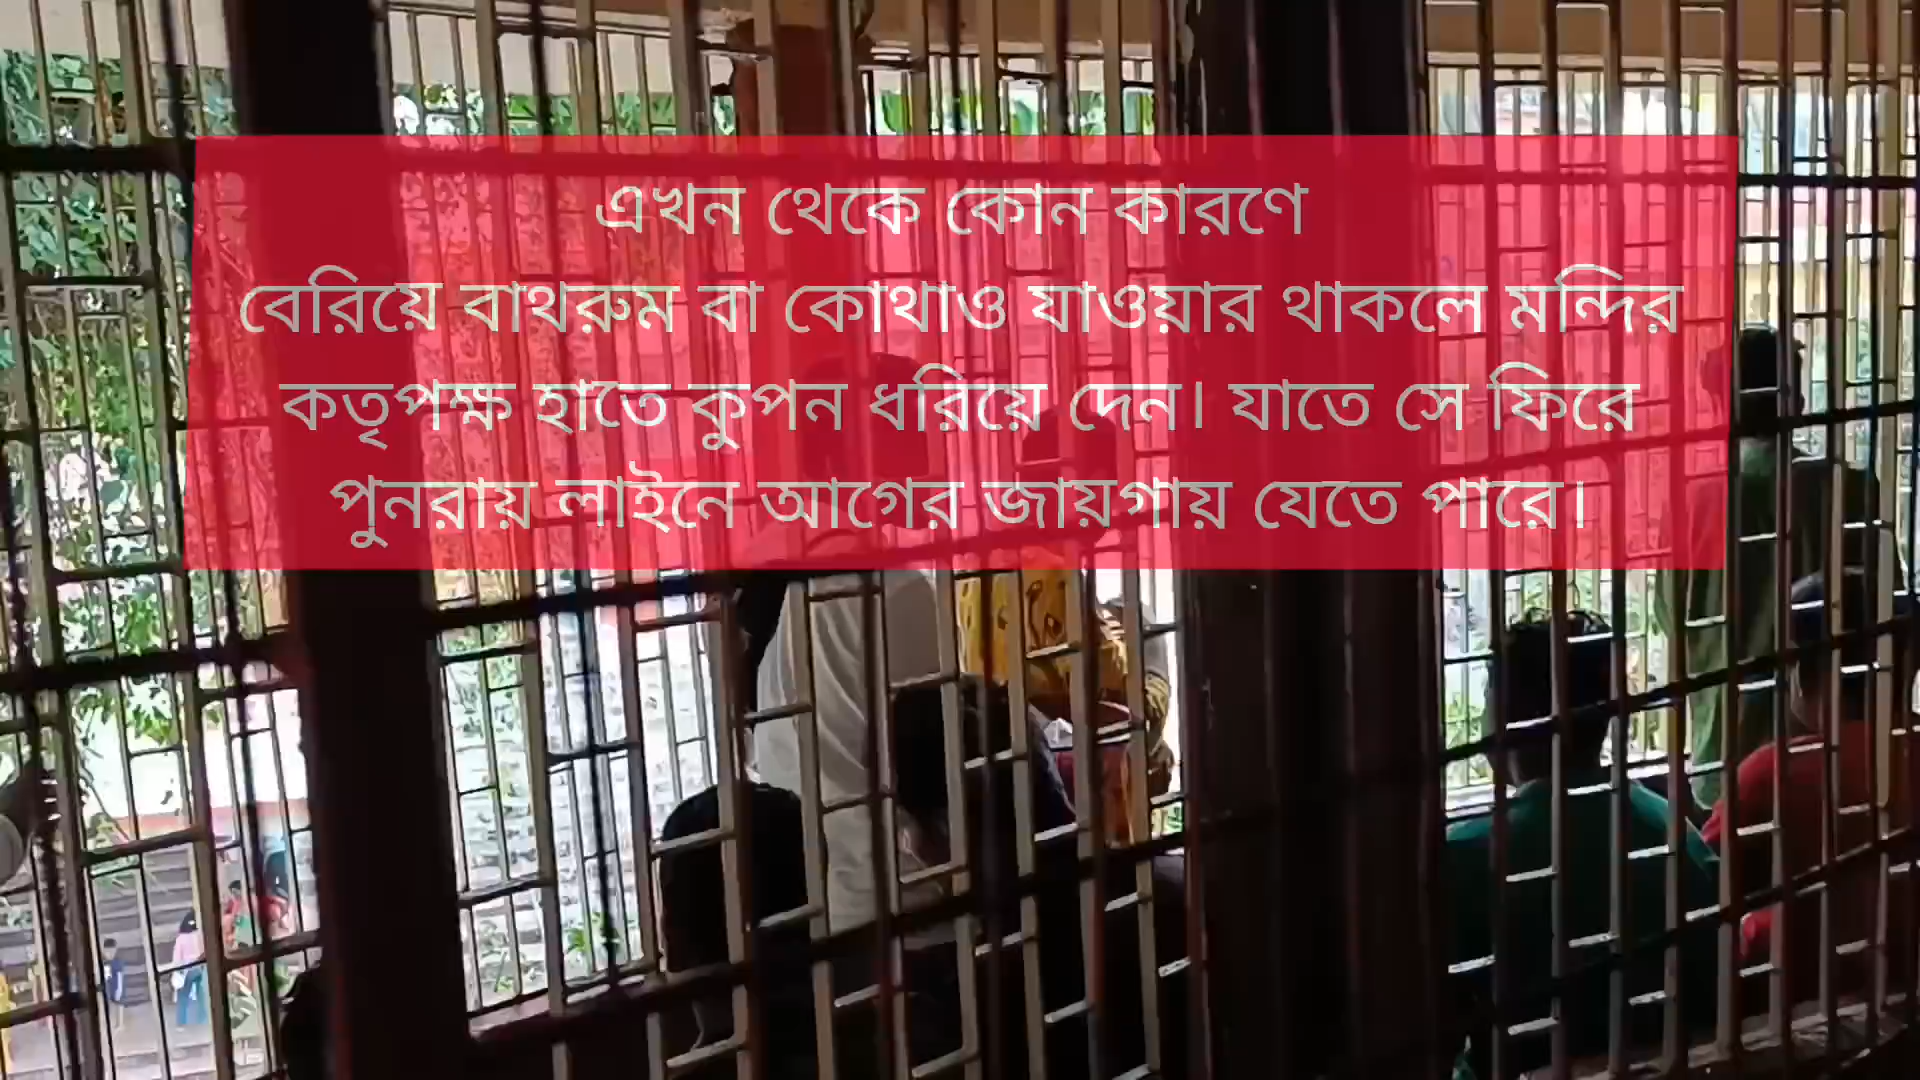 এখন থেকে কোন কারণে
বেরিয়ে বাথরুম বা কোথাও যাওয়ার থাকলে মন্দির
কতৃপক্ষ হাতে কুপন ধরিয়ে দেন। যাতে সে ফিরে
পুনরায় লাইনে আগের জায়গায় যেতে পারে।